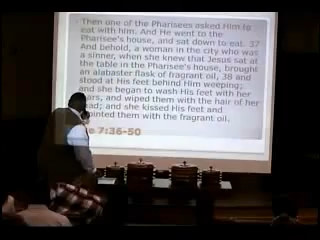 Then one of the Pharisees asked Him to
eat with him. And He went to the
Pharisee's house, and sat down to eat. 37
And behold, a woman in the city who was
a sinner, when she knew that Jesus sat at
the table in the Pharisee's house, brought
an alabaster flask of fragrant oil, 38 and
stood at His feet behind Him weeping;
and she began to wash His feet with her
ears, and wiped them with the hair of her
ead; and she kissed His feet and
ointed them with the fragrant oil.
e 7:36-50